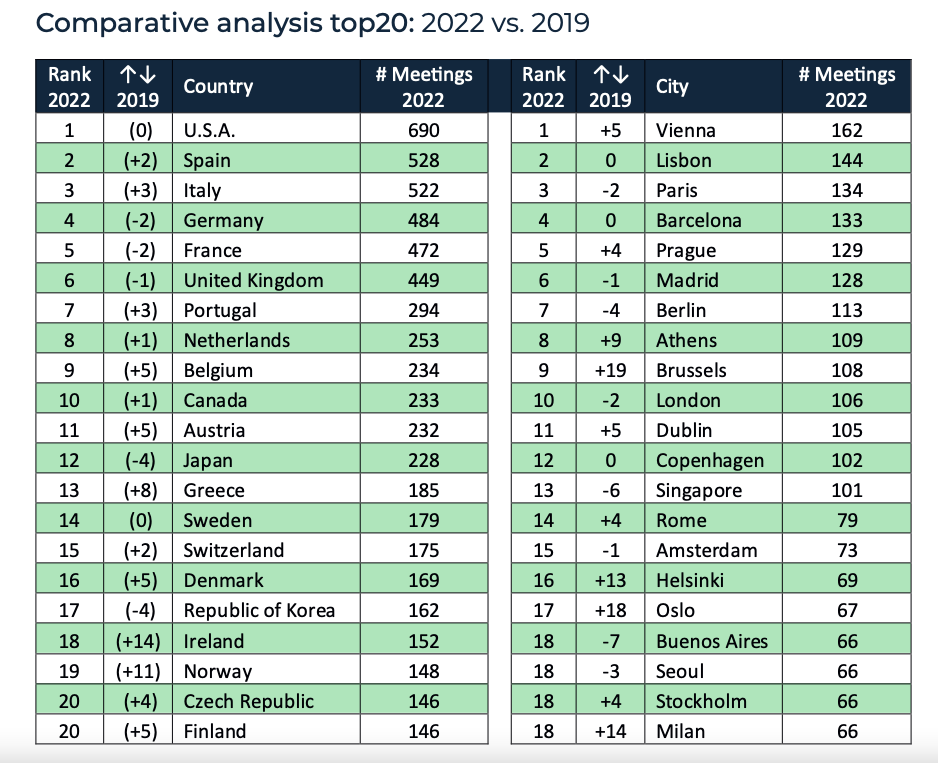 Comparative analysis top20: 2022 vs. 2019
Rank 2022 ↑↓ 2019 Country # Meetings 2022 Rank 2022 ↑↓ 2019 City # Meetings 2022
1 (0) U.S.A. 690 1 +5 Vienna 162
2 (+2) Spain 528 2 0 Lisbon 144
3 (+3) Italy 522 3 -2 Paris 134
4 (-2) Germany 484 4 0 Barcelona 133
5 (-2) France 472 5 +4 Prague 129
6 (-1) United Kingdom 449 6 -1 Madrid 128
7 (+3) Portugal 294 7 -4 Berlin 113
8 (+1) Netherlands 253 8 +9 Athens 109
9 (+5) Belgium 234 9 +19 Brussels 108
10 (+1) Canada 233 10 -2 London 106
11 (+5) Austria 232 11 +5 Dublin 105
12 (-4) Japan 228 12 0 Copenhagen 102
13 (+8) Greece 185 13 -6 Singapore 101
14 (0) Sweden 179 14 +4 Rome 79
15 (+2) Switzerland 175 15 -1 Amsterdam 73
16 (+5) Denmark 169 16 +13 Helsinki 69
17 (-4) Republic of Korea 162 17 +18 Oslo 67
18 (+14) Ireland 152 18 -7 Buenos Aires 66
19 (+11) Norway 148 18 -3 Seoul 66
20 (+4) Czech Republic 146 18 +4 Stockholm 66
20 (+5) Finland 146 18 +14 Milan 66